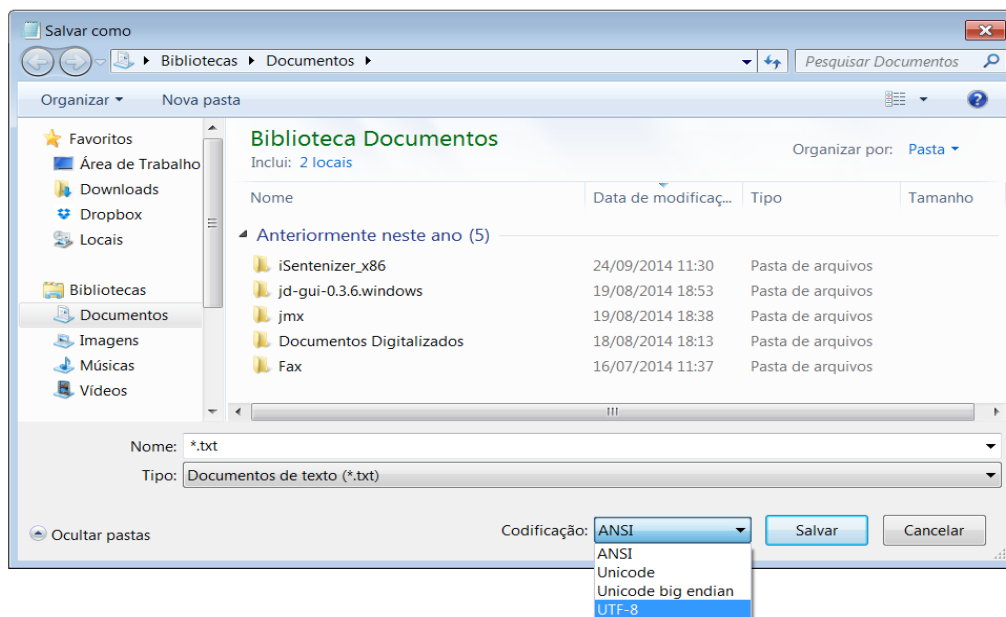 Salvar como
Bibliotecas Documentos
Pesquisar Documentos
Organizar Nova pasta
Favoritos
Área de Trabalho
Downloads
Dropbox
Locais
Bibliotecas
Documentos
Imagens
Músicas
Vídeos
Biblioteca Documentos
Inclui: 2 locais
Organizar por: Pasta
Nome Data de modificaç... Tipo Tamanho
Anteriormente neste ano (5)
iSentenizer_x86 24/09/2014 11:30 Pasta de arquivos
jd-gui-0.3.6.windows 19/08/2014 18:53 Pasta de arquivos
jmx 19/08/2014 18:38 Pasta de arquivos
Documentos Digitalizados 18/08/2014 18:13 Pasta de arquivos
Fax 16/07/2014 11:37 Pasta de arquivos
Nome: *.txt
Tipo: Documentos de texto (*.txt)
Ocultar pastas
Codificação: ANSI
Salvar
Cancelar
ANSI
Unicode
Unicode big endian
UTF-8